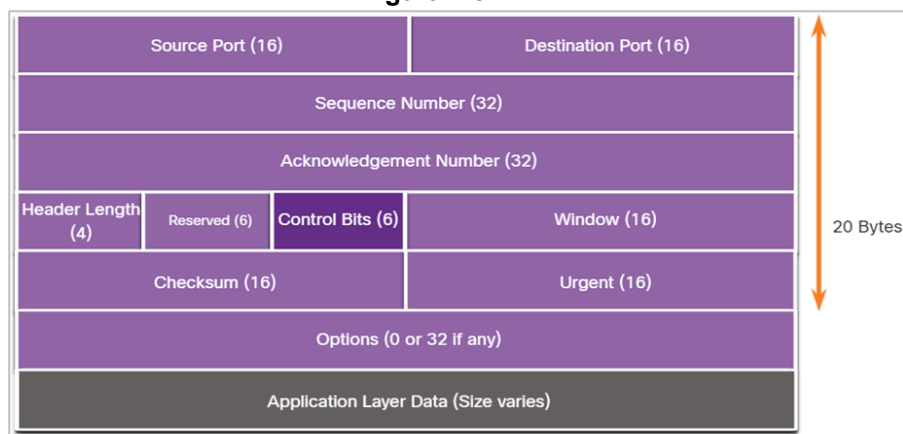 Source Port (16)
Destination Port (16)
Sequence Number (32)
Acknowledgement Number (32)
Header Length
(4)
Reserved (6)
Control Bits (6)
Window (16)
20 Bytes
Checksum (16)
Urgent (16)
Options (0 or 32 if any)
Application Layer Data (Size varies)